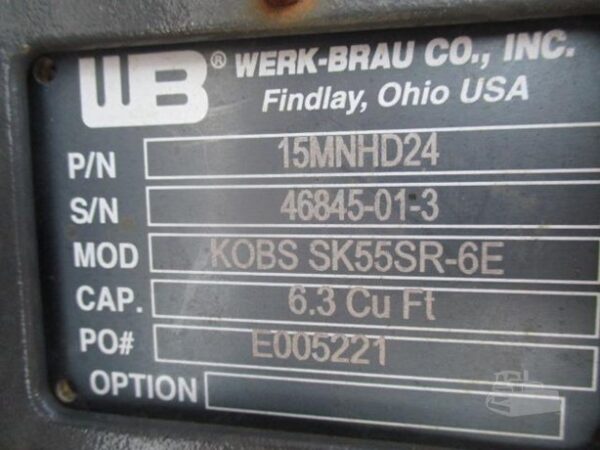 WB® WERK-BRAU CO., INC.
Findlay, Ohio USA
P/N 15MNHD24
S/N 46845-01-3
MOD KOBS SK55SR-6E
CAP. 6.3 Cu Ft
PO# E005221
OPTION